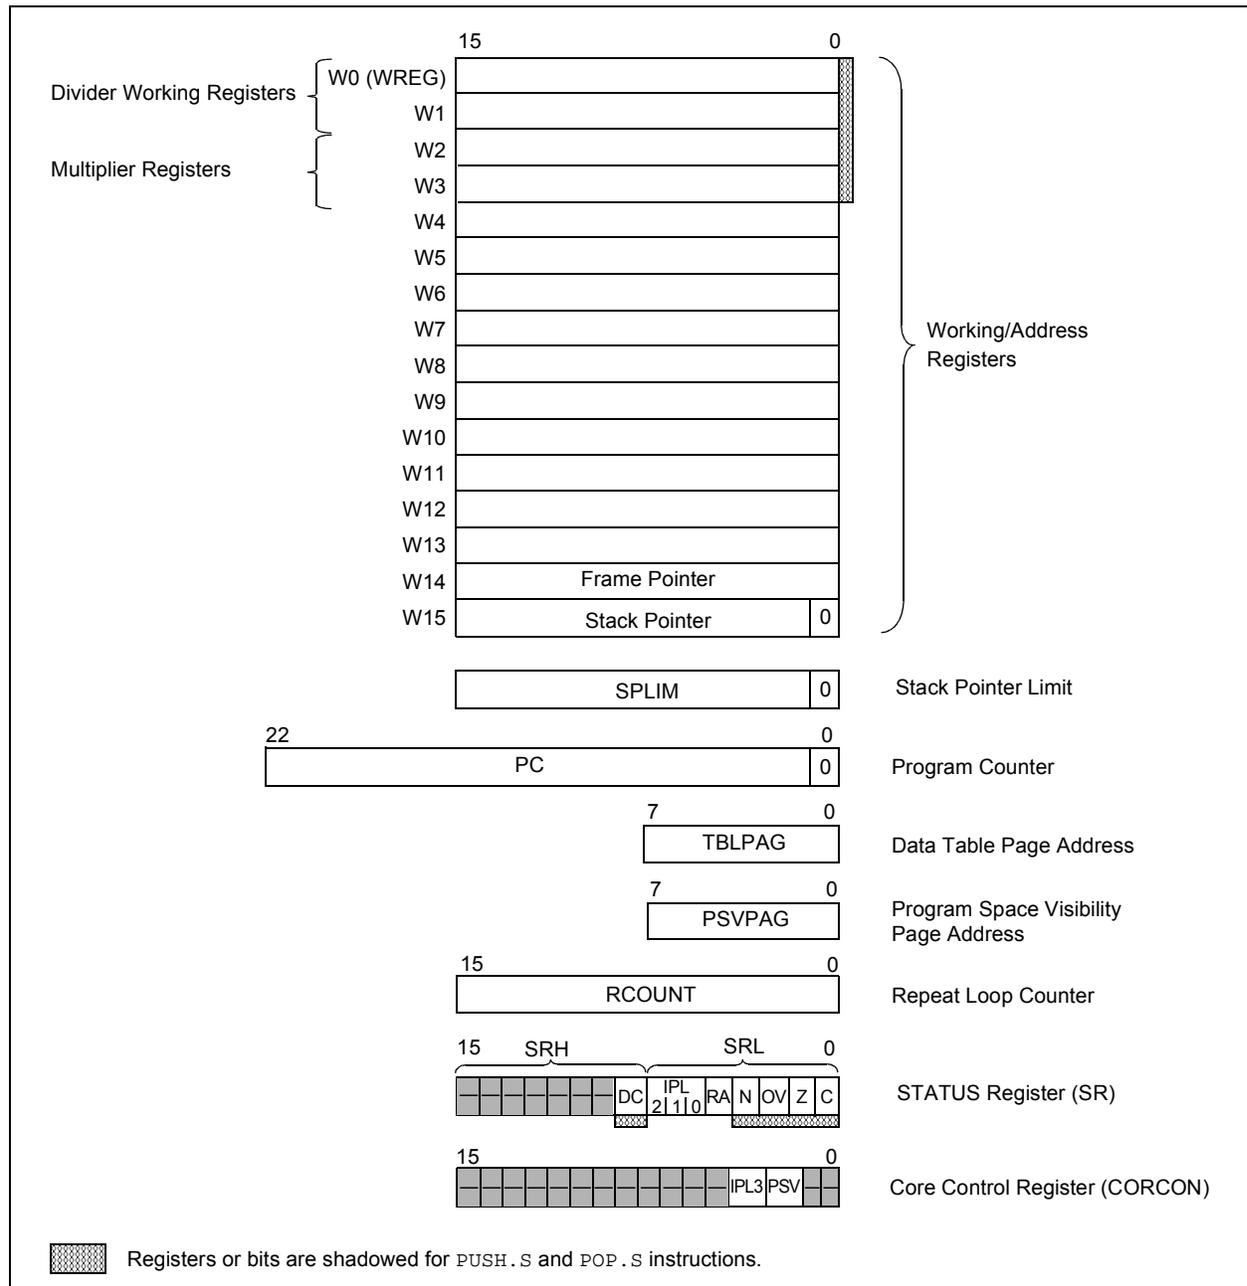 15 0
Divider Working Registers
W0 (WREG)
W1
Multiplier Registers
W2
W3
W4
W5
W6
W7
W8
W9
W10
W11
W12
W13
W14 Frame Pointer
W15 Stack Pointer 0
Working/Address
Registers
SPLIM 0 Stack Pointer Limit
22 0
PC 0 Program Counter
7 0
TBLPAG Data Table Page Address
7 0
PSVPAG Program Space Visibility
Page Address
15 0
RCOUNT Repeat Loop Counter
15 SRH SRL 0
— — — — — — — DC IPL 2 1 0 RA N OV Z C STATUS Register (SR)
15 0
— — — — — — — — — — — — IPL3 PSV — — Core Control Register (CORCON)
Registers or bits are shadowed for PUSH.S and POP.S instructions.